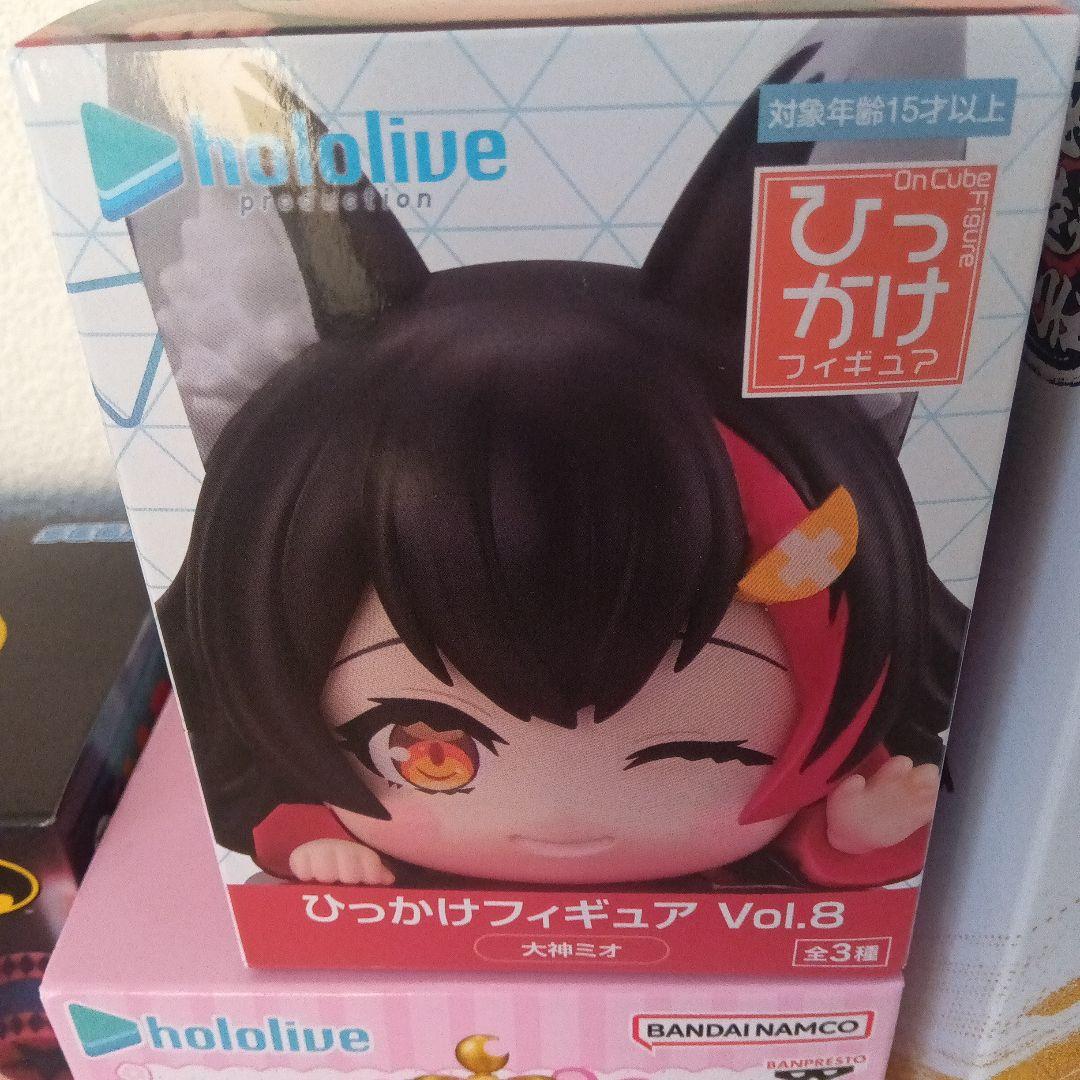 hololive
production
対象年齢15才以上
On Cube
Figure
ひっ
かけ
フィギュア
ひっかけフィギュア Vol.8
大神ミオ
全3種
hololive
BANDAI NAMCO
BANPRESTO